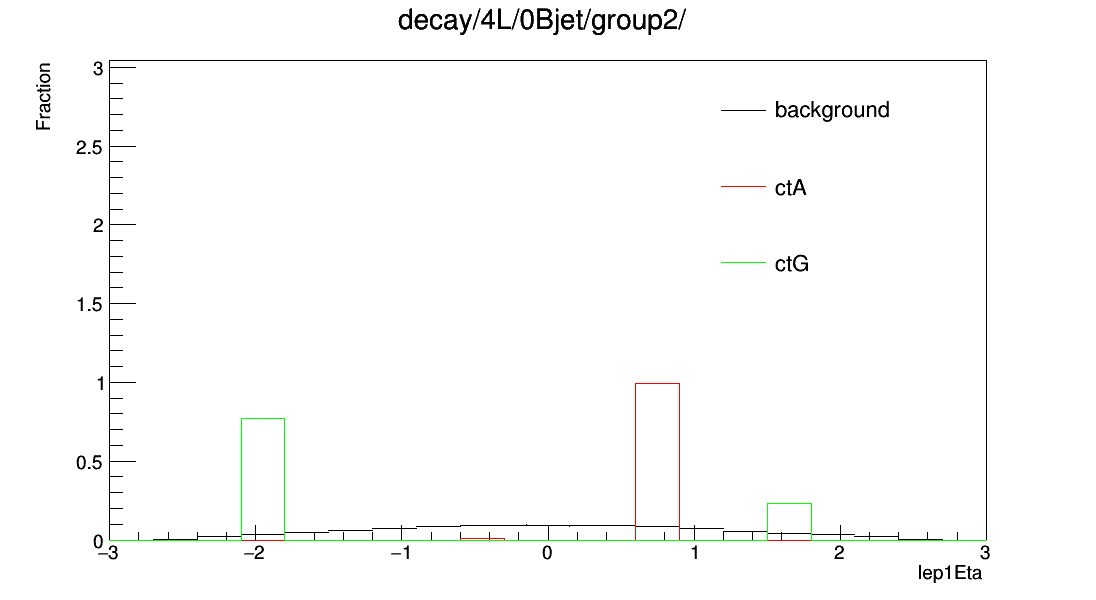 decay/4L/0Bjet/group2/
Fraction
3
2.5
2
1.5
1
0.5
0
background
ctA
ctG
−3
−2
−1
0
1
2
3
lep1Eta